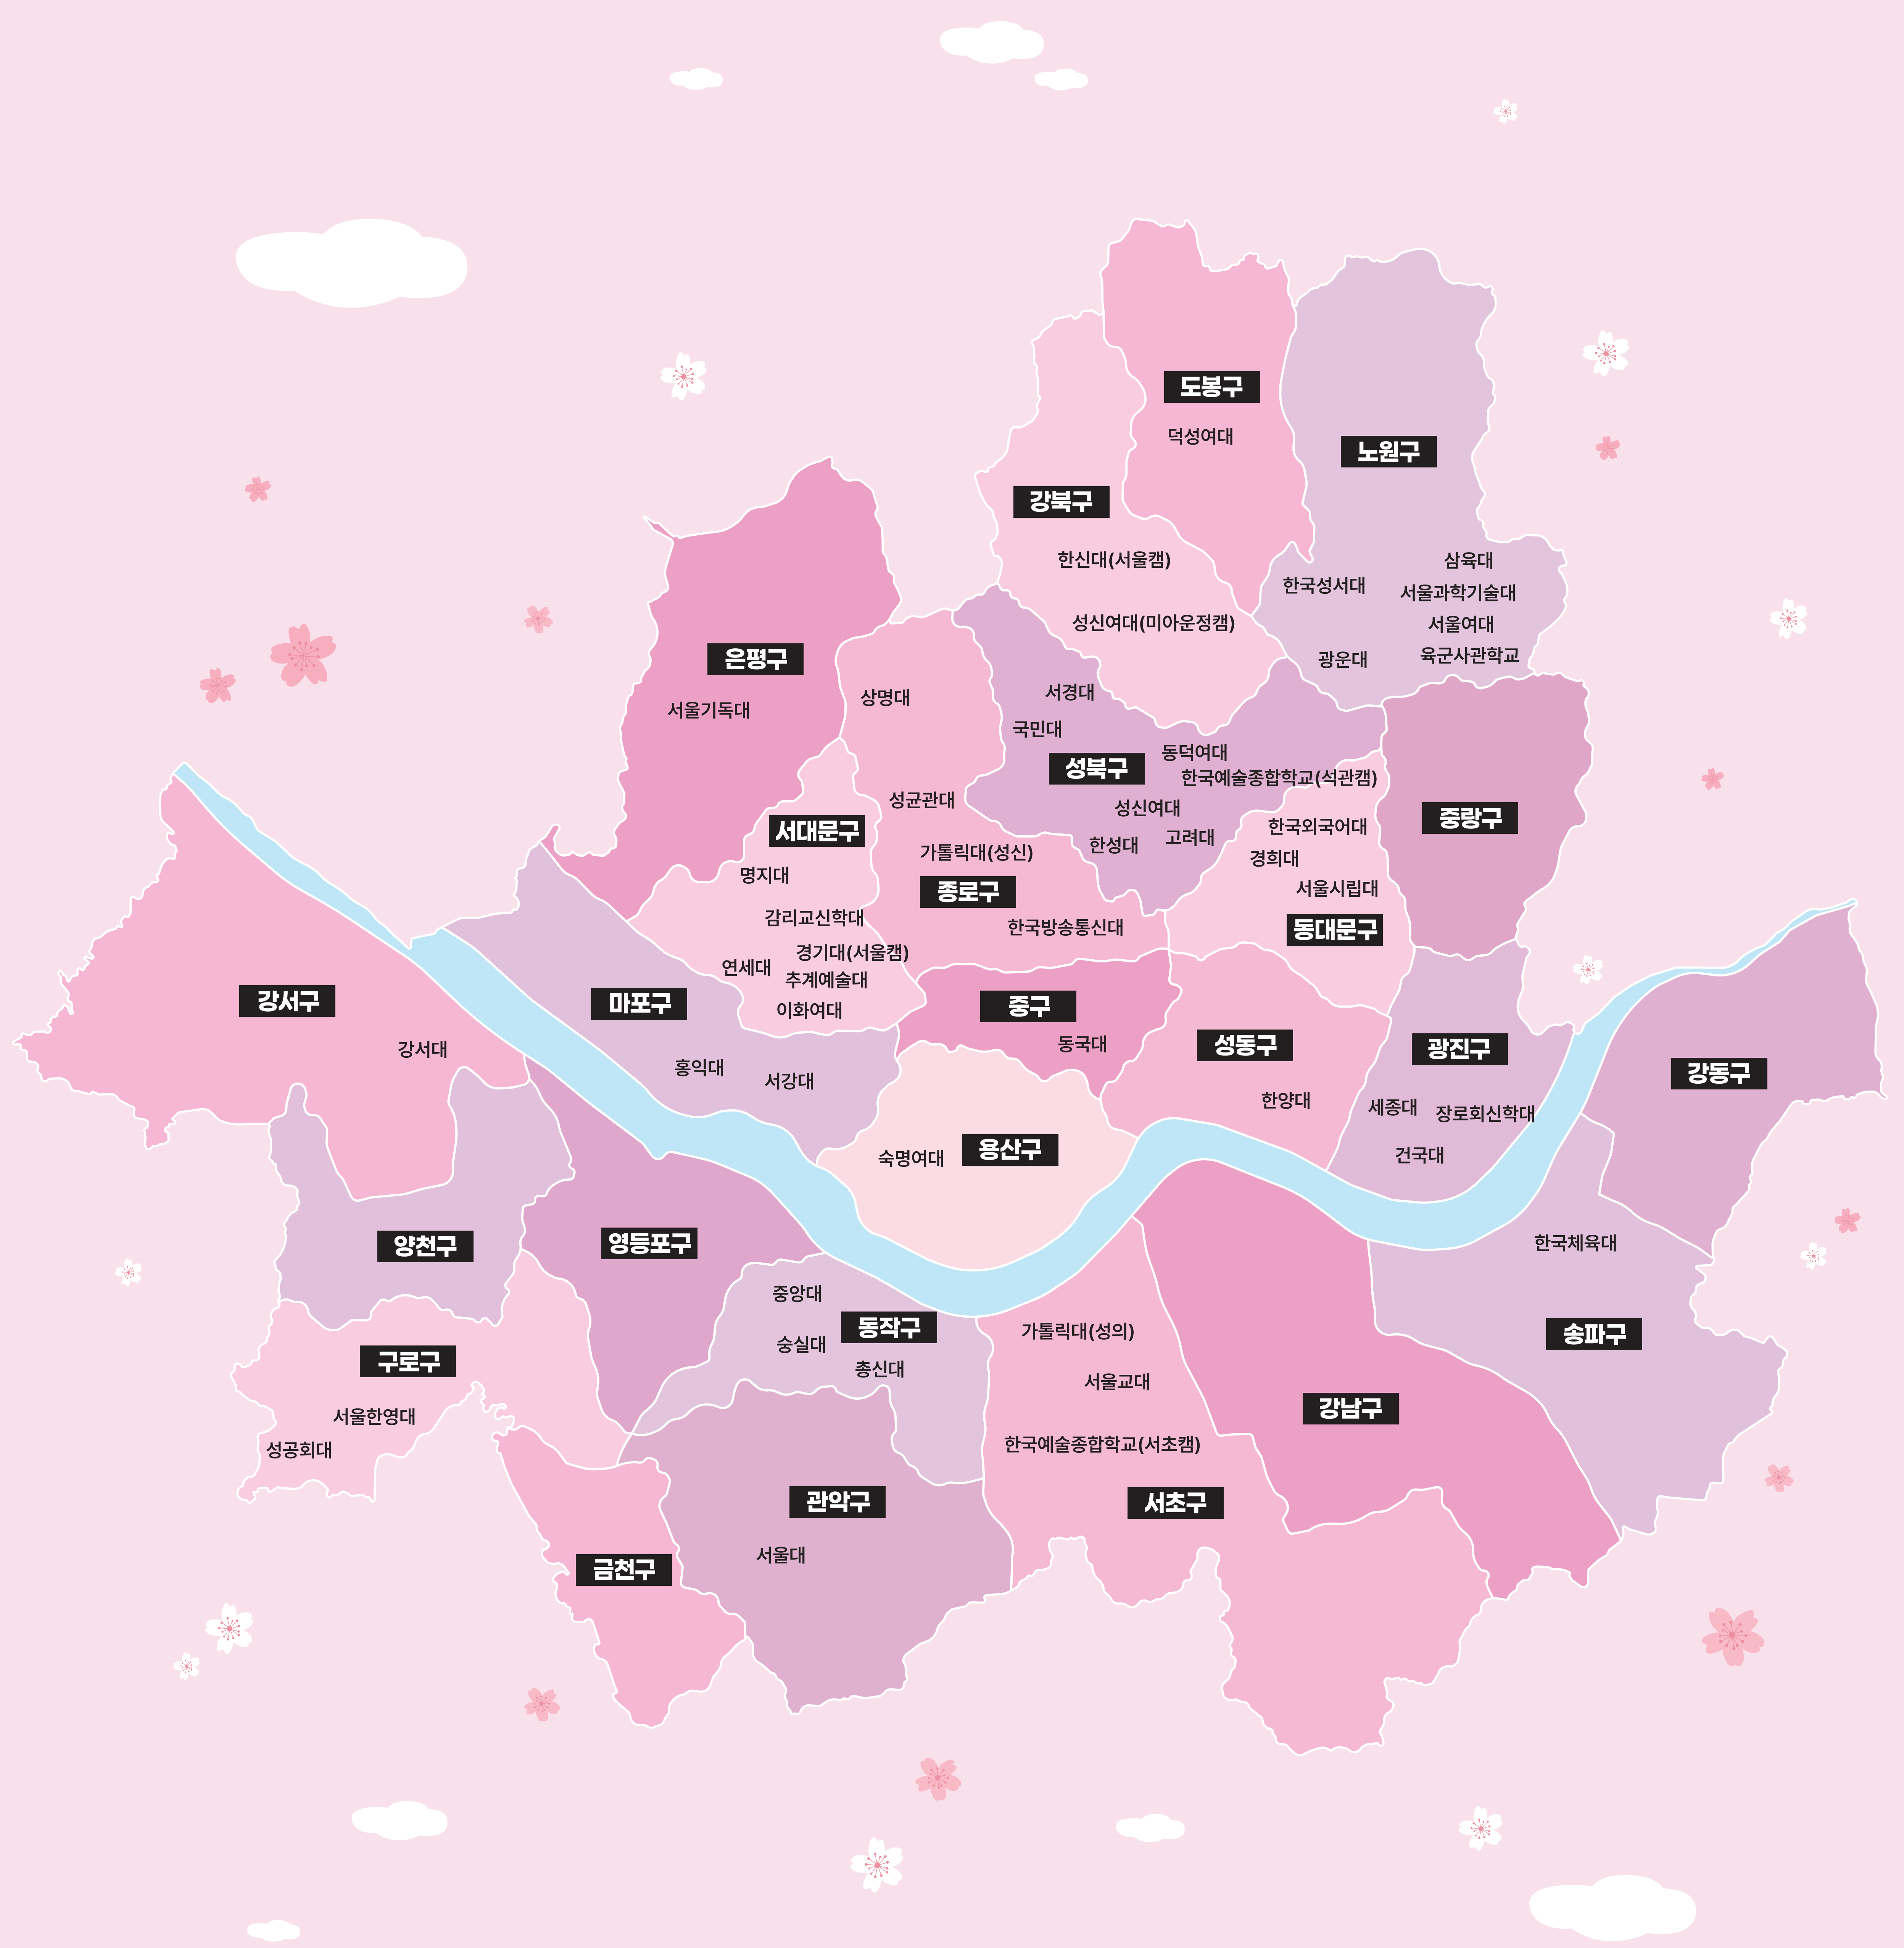 도봉구
덕성여대
노원구
한국성서대
삼육대
서울과학기술대
서울여대
육군사관학교
광운대
강북구
한신대(서울캠)
성신여대(미아운정캠)
은평구
서울기독대
상명대
성균관대
가톨릭대(성신)
종로구
한국방송통신대
서경대
국민대
성북구
동덕여대
한국예술종합학교(석관캠)
성신여대
한성대
고려대
서대문구
명지대
감리교신학대
경기대(서울캠)
연세대
추계예술대
이화여대
한국외국어대
경희대
서울시립대
동대문구
중랑구
강서구
강서대
마포구
홍익대
서강대
중구
동국대
성동구
한양대
광진구
세종대
장로회신학대
건국대
강동구
용산구
숙명여대
양천구
영등포구
구로구
서울한영대
성공회대
중앙대
동작구
숭실대
총신대
가톨릭대(성의)
서울교대
한국예술종합학교(서초캠)
서초구
강남구
한국체육대
송파구
관악구
서울대
금천구